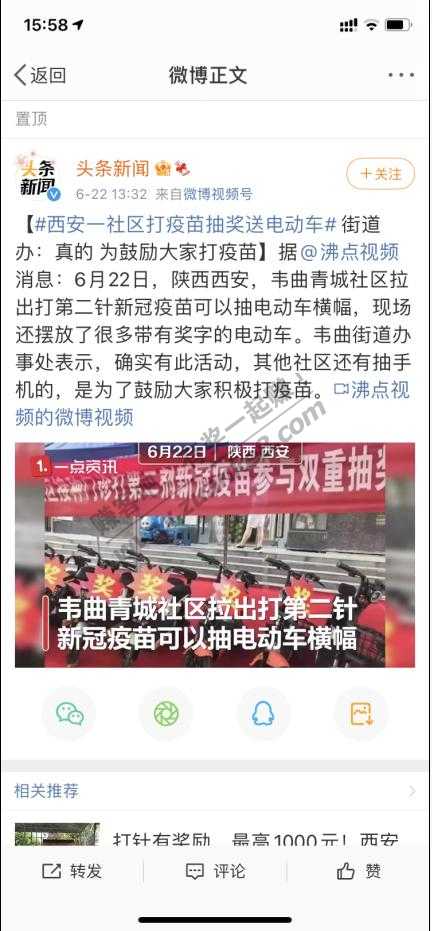 15:58
返回
微博正文
置顶
头条新闻
头条
新闻
+关注
6-22 13:32 来自微博视频号
【#西安一社区打疫苗抽奖送电动车# 街道
办：真的 为鼓励大家打疫苗】据@沸点视频
消息：6月22日，陕西西安，韦曲青城社区拉
出打第二针新冠疫苗可以抽电动车横幅，现场
还摆放了很多带有奖字的电动车。韦曲街道办
事处表示，确实有此活动，其他社区还有抽手
机的，是为了鼓励大家积极打疫苗。沸点视
频的微博视频
1. 一点资讯
6月22日 陕西 西安
剂新冠疫苗参与双重抽奖
奖
奖
奖
奖
韦曲青城社区拉出打第二针
新冠疫苗可以抽电动车横幅
相关推荐
打针有奖励，最高1000元！西安
转发
评论
赞